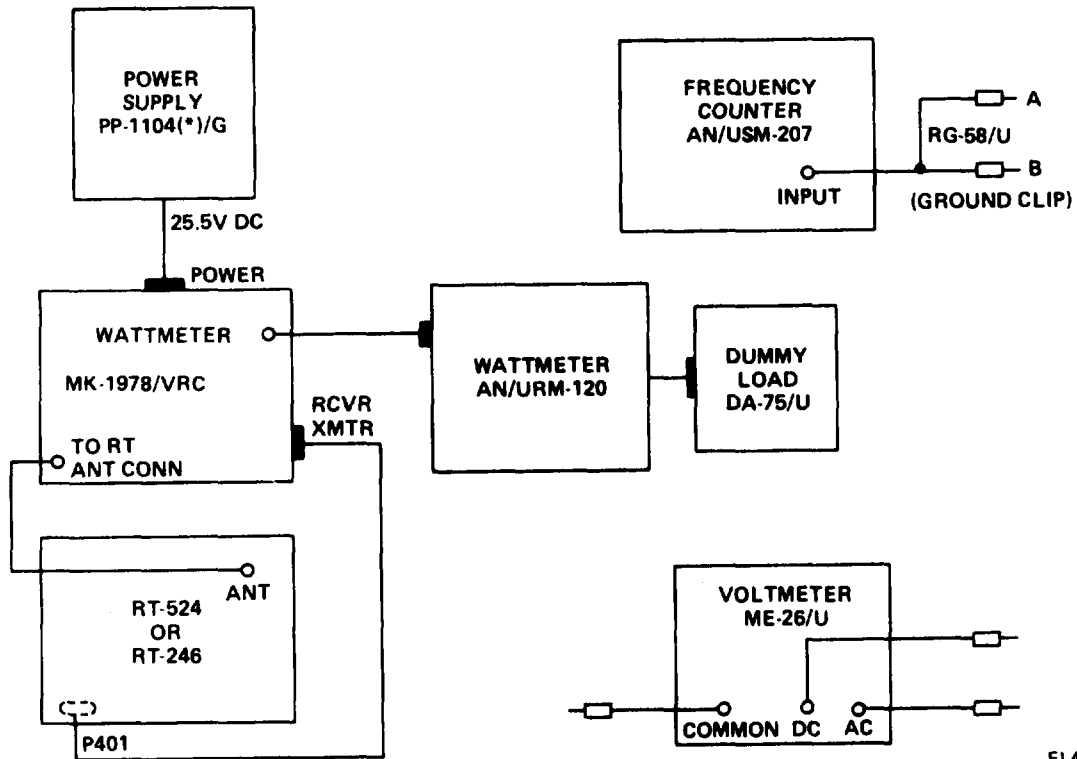 POWER
SUPPLY
PP-1104(*)/G
25.5V DC
POWER
WATTMETER
MK-1978/VRC
RCVR
XMTR
TO RT
ANT CONN
ANT
RT-524
OR
RT-246
P401
WATTMETER
AN/URM-120
DUMMY
LOAD
DA-75/U
FREQUENCY
COUNTER
AN/USM-207
INPUT
A
RG-58/U
B
(GROUND CLIP)
VOLTMETER
ME-26/U
COMMON DC AC